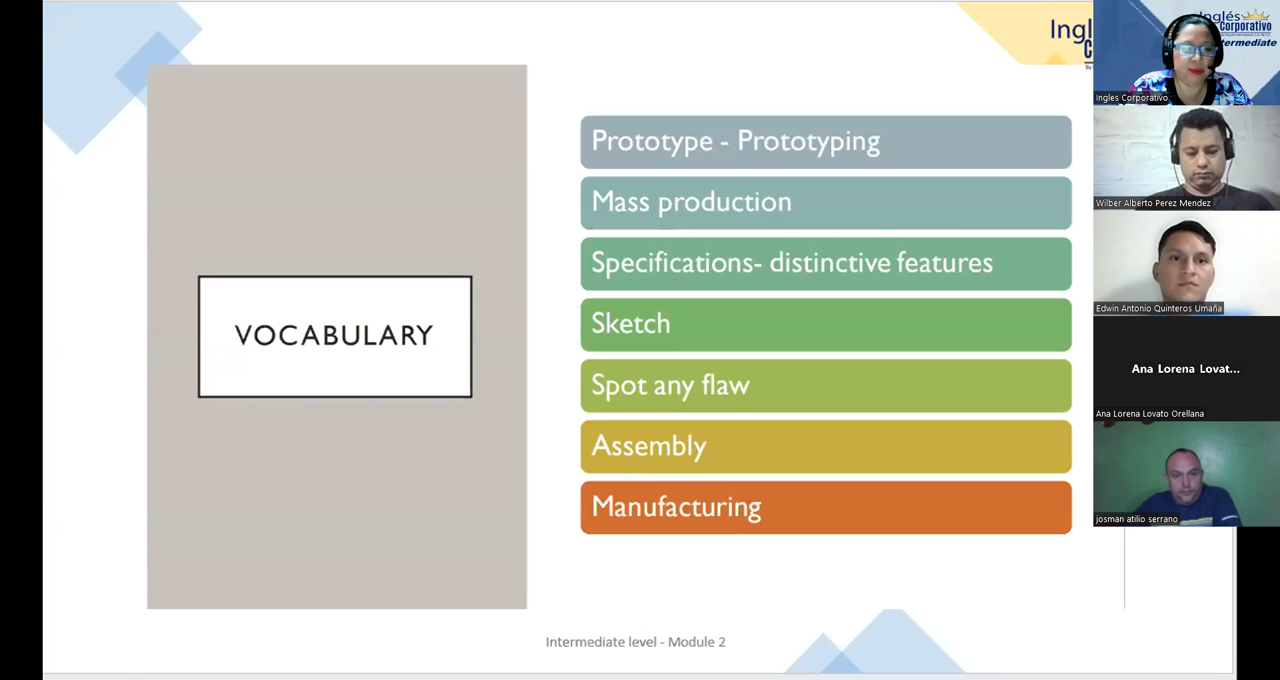 Prototype - Prototyping
Mass production
Specifications- distinctive features
Sketch
Spot any flaw
Assembly
Manufacturing
VOCABULARY
Intermediate level - Module 2
Inglés
Corporativo
Ingles Corporativo
Wilber Alberto Perez Mendez
Edwin Antonio Quinteros Umaña
Ana Lorena Lovat...
Ana Lorena Lovato Orellana
josman atilio serrano